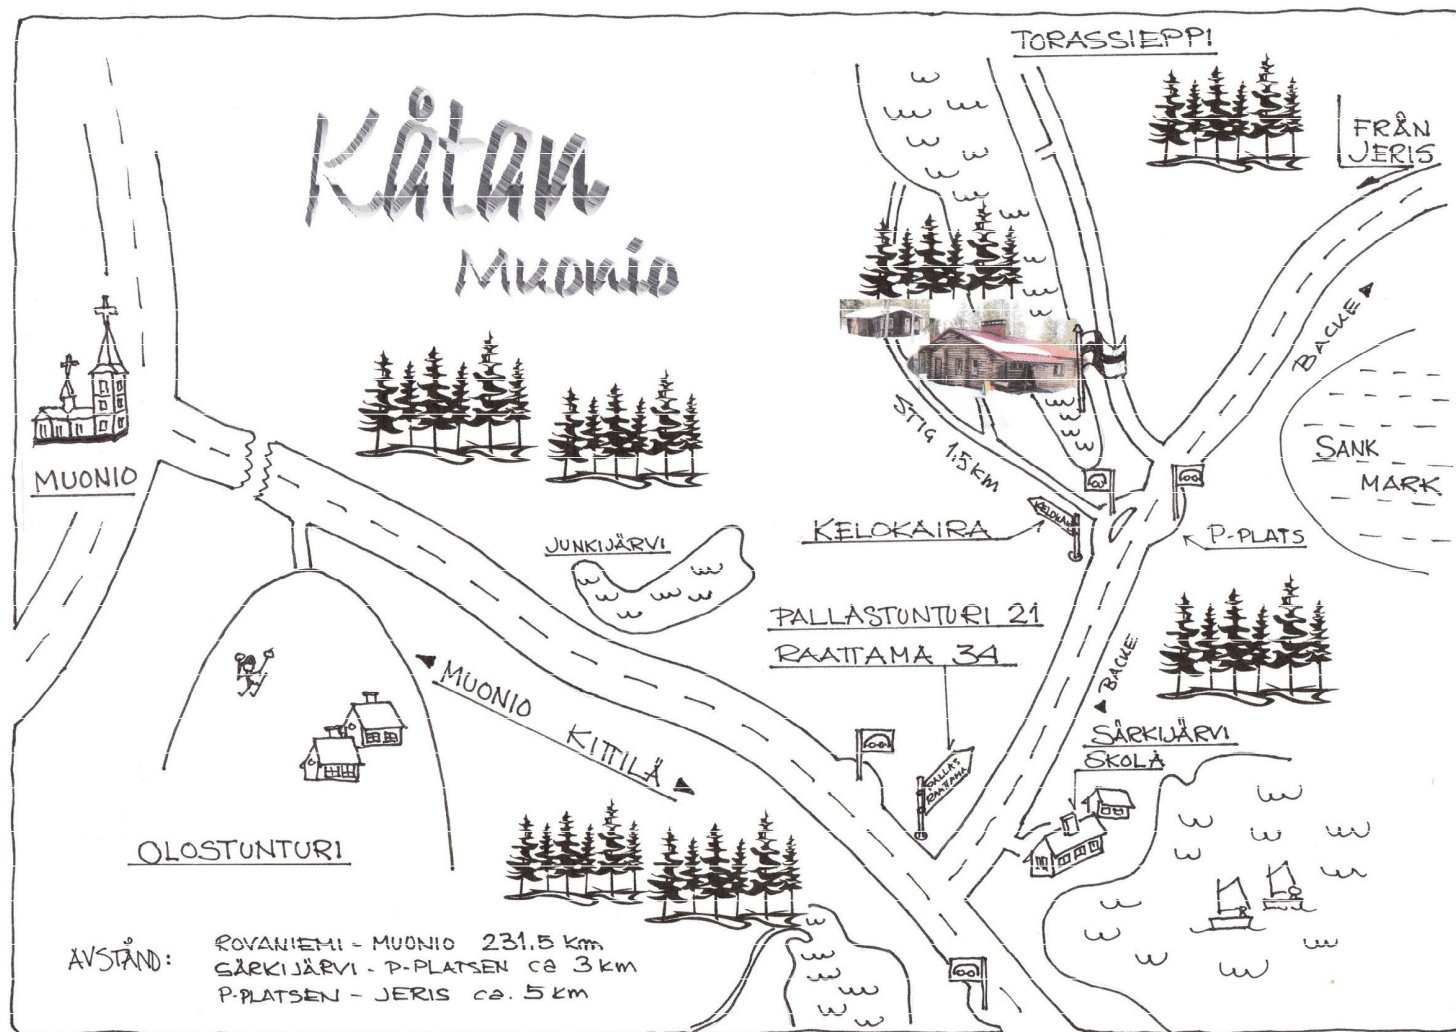 TORASSIEPPI
Kåtan
Muonio
FRÅN
JERIS
BACKE
SANK
MARK
STIG 1.5 km
MUONIO
KELOKAIRA
P-PLATS
JUNKIJÄRVI
PALLASTUNTURI 21
RAATTAMA 34
BACKE
MUONIO
KITTILÄ
SÄRKIJÄRVI
SKOLA
PALLAS
RAATTAMA
OLOSTUNTURI
AVSTÅND:
ROVANIEMI - MUONIO 231.5 km
SÄRKIJÄRVI - P-PLATSEN ca 3 km
P-PLATSEN - JERIS ca. 5 km